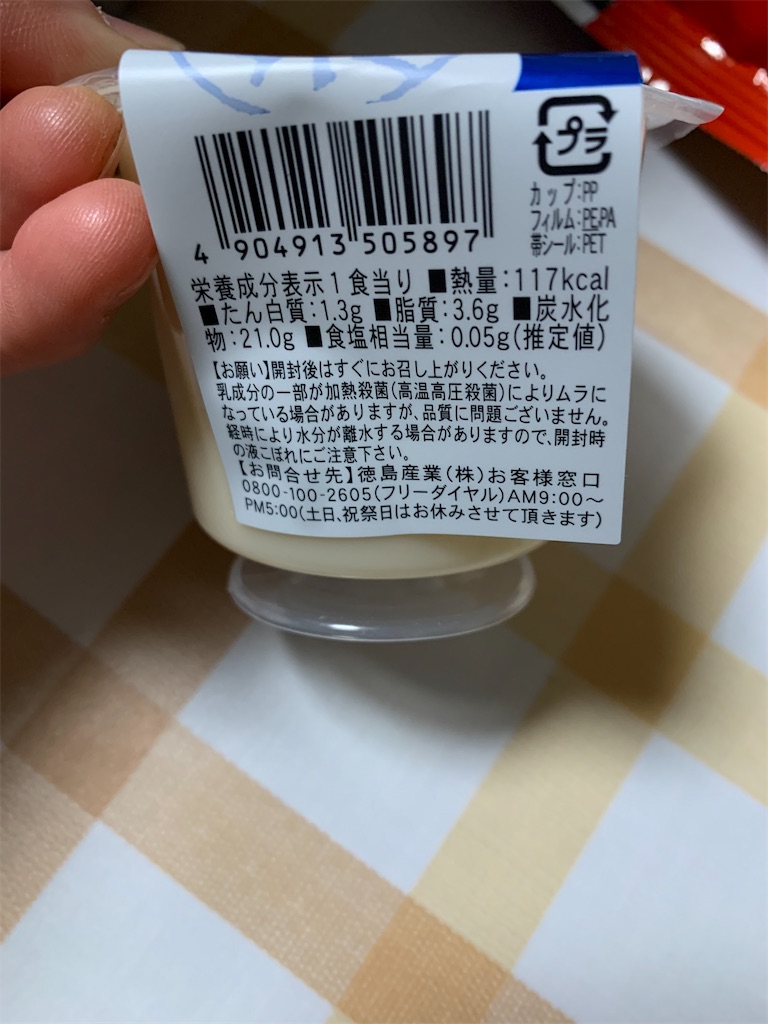 プラ
カップ:PP
フィルム:PE,PA
帯シール:PET
4 904913 505897
栄養成分表示1食当り ■熱量:117kcal
■たん白質:1.3g ■脂質:3.6g ■炭水化
物:21.0g ■食塩相当量:0.05g(推定値)
【お願い】開封後はすぐにお召し上がりください。
乳成分の一部が加熱殺菌(高温高圧殺菌)によりムラに
なっている場合がありますが、品質に問題ございません。
経時により水分が離水する場合がありますので、開封時
の液こぼれにご注意下さい。
【お問合せ先】徳島産業(株)お客様窓口
0800-100-2605(フリーダイヤル)AM9:00〜
PM5:00(土日、祝祭日はお休みさせて頂きます)